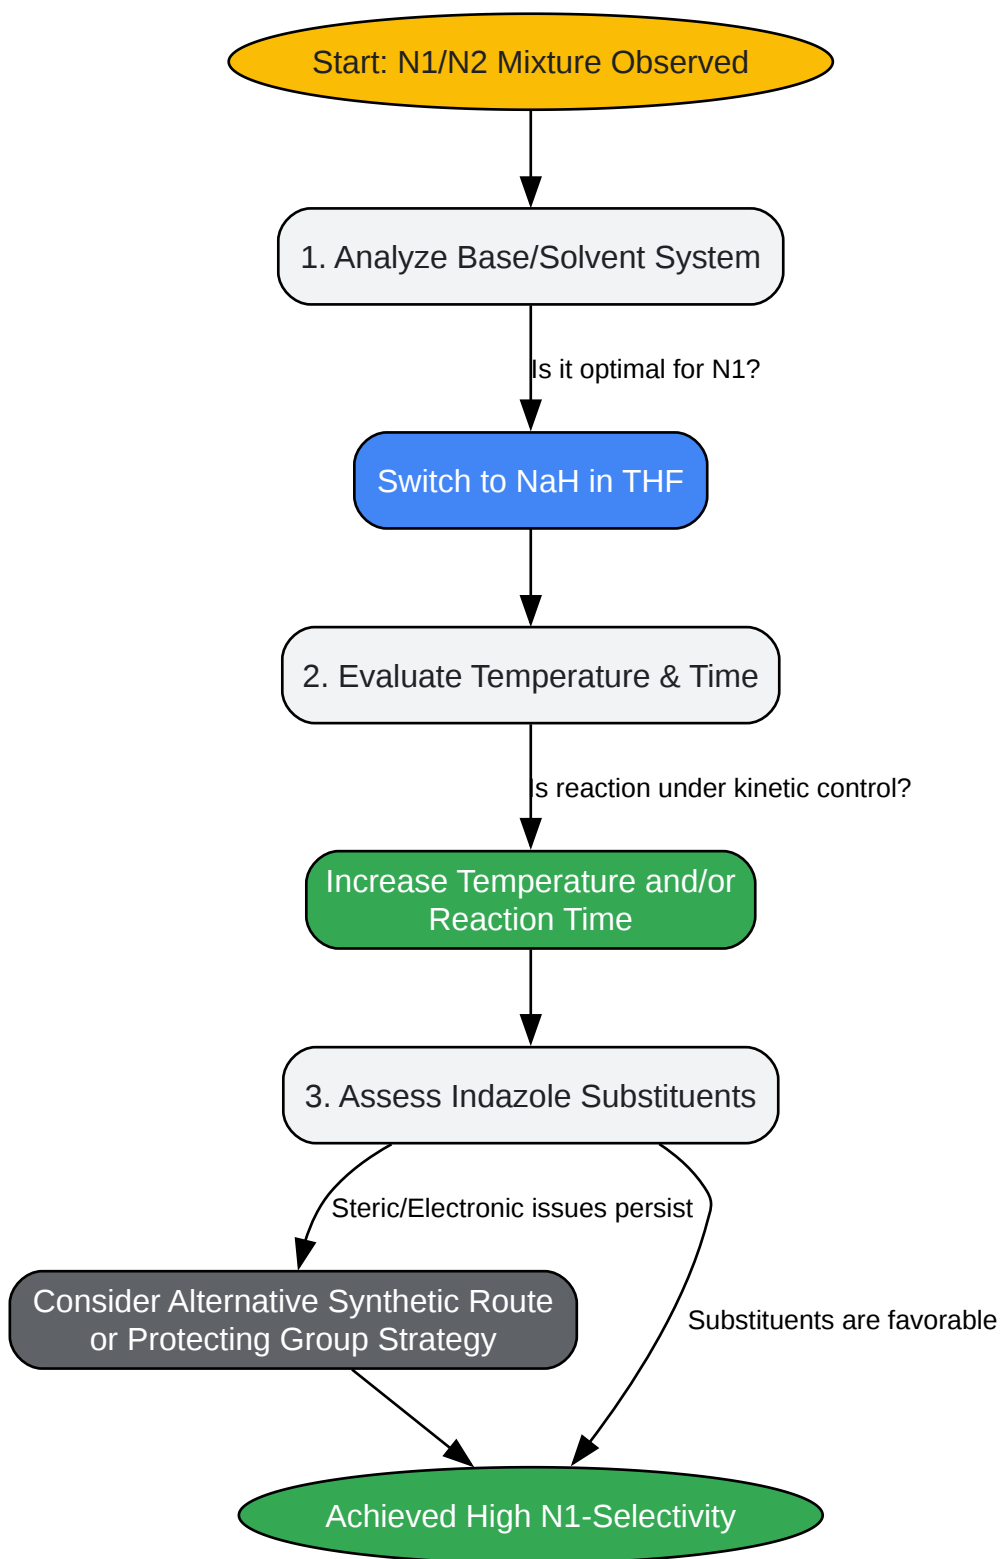 Start: N1/N2 Mixture Observed
1. Analyze Base/Solvent System
Is it optimal for N1?
Switch to NaH in THF
2. Evaluate Temperature & Time
Is reaction under kinetic control?
Increase Temperature and/or
Reaction Time
3. Assess Indazole Substituents
Steric/Electronic issues persist
Consider Alternative Synthetic Route
or Protecting Group Strategy
Substituents are favorable
Achieved High N1-Selectivity